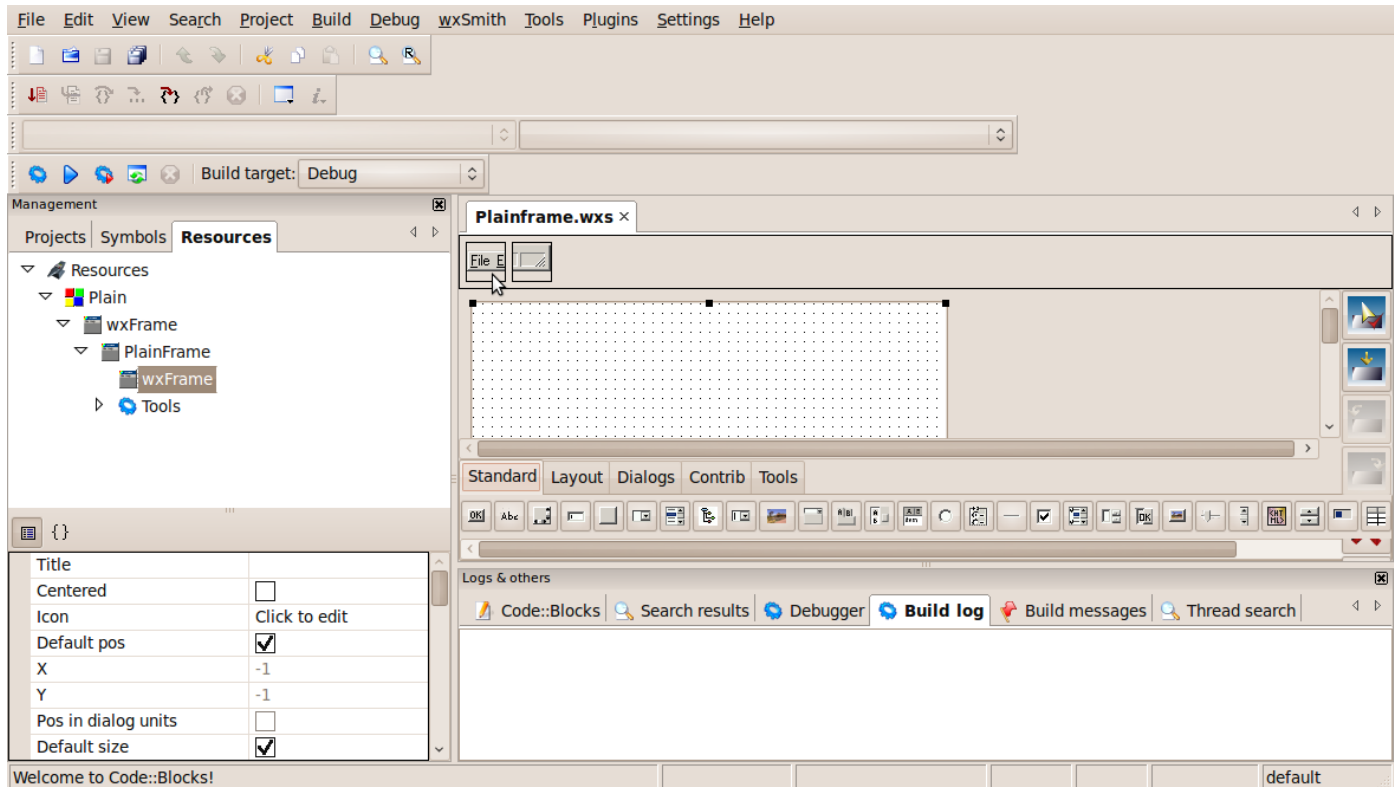 File Edit View Search Project Build Debug wxSmith Tools Plugins Settings Help
Build target: Debug
Management
Projects Symbols Resources
Resources
Plain
wxFrame
PlainFrame
wxFrame
Tools
Title
Centered
Icon Click to edit
Default pos
X -1
Y -1
Pos in dialog units
Default size
Plainframe.wxs
File E
Standard Layout Dialogs Contrib Tools
OK Abc
Logs & others
Code::Blocks Search results Debugger Build log Build messages Thread search
Welcome to Code::Blocks! default